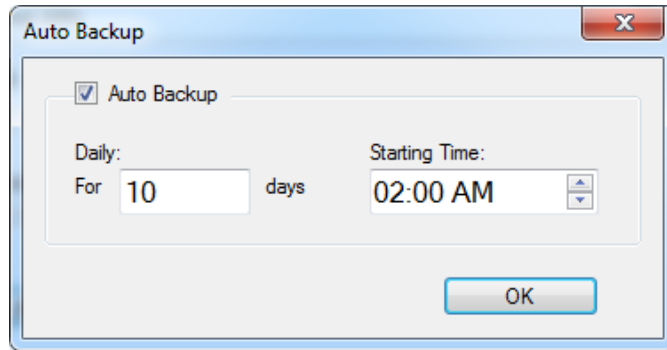 Auto Backup
Auto Backup
Daily:
Starting Time:
For 10 days
02:00 AM
OK